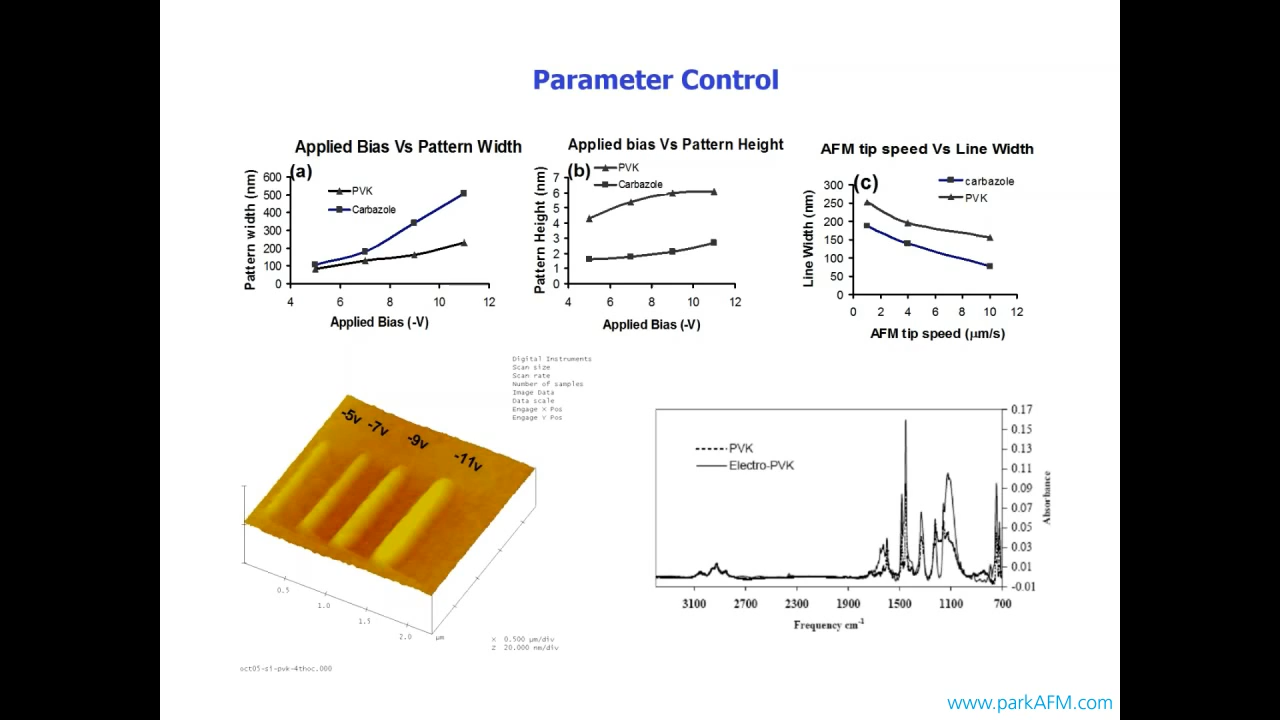 Parameter Control
Applied Bias Vs Pattern Width
(a)
Pattern width (nm)
600
500
400
300
200
100
0
PVK
Carbazole
4 6 8 10 12
Applied Bias (-V)
Applied bias Vs Pattern Height
(b)
Pattern Height (nm)
7
6
5
4
3
2
1
0
PVK
Carbazole
4 6 8 10 12
Applied Bias (-V)
AFM tip speed Vs Line Width
(c)
Line Width (nm)
300
250
200
150
100
50
0
carbazole
PVK
0 2 4 6 8 10 12
AFM tip speed (μm/s)
Digital Instruments
Scan size
Scan rate
Number of samples
Image Data
Data scale
Engage X Pos
Engage Y Pos
-5v
-7v
-9v
-11v
0.5
1.0
1.5
2.0
μm
X 0.500 μm/div
Z 20.000 nm/div
oct05-si-pvk-4thoc.000
PVK
Electro-PVK
0.17
0.15
0.13
0.11
0.09
0.07
0.05
0.03
0.01
-0.01
Absorbance
3100 2700 2300 1900 1500 1100 700
Frequency cm-1
www.parkAFM.com